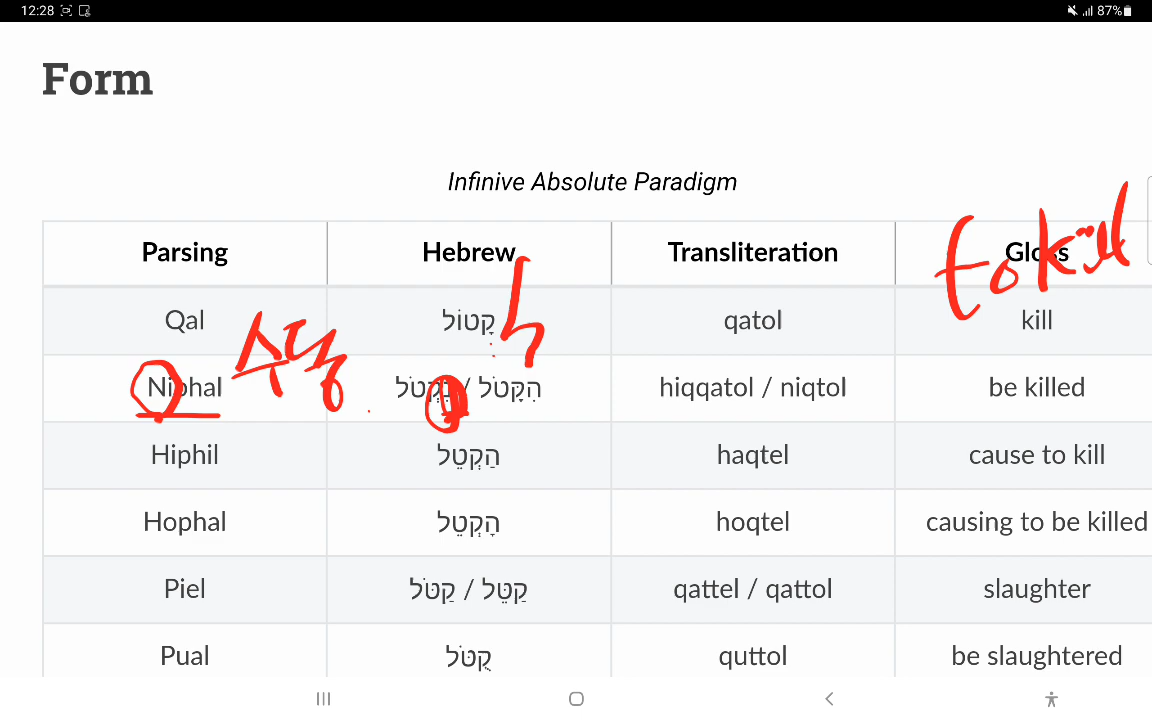 12:28 87%
Form
Infinive Absolute Paradigm
Parsing Hebrew Transliteration Gloss
to kill
Qal קָטוֹל qatol kill
수동
Niphal הִקָּטֹל / נִקְטֹל hiqqatol / niqtol be killed
Hiphil הַקְטֵל haqtel cause to kill
Hophal הָקְטֵל hoqtel causing to be killed
Piel קַטֵּל / קַטֹּל qattel / qattol slaughter
Pual קֻטֹּל quttol be slaughtered